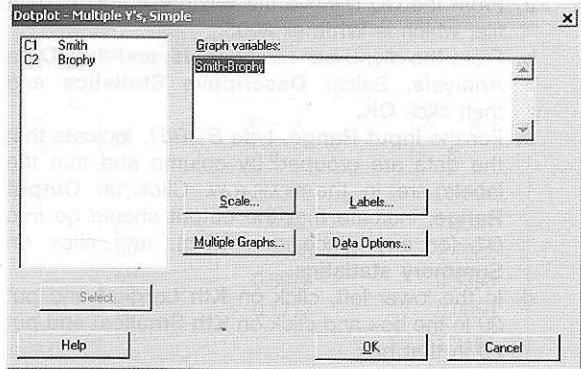 Dotplot - Multiple Y's, Simple
C1 Smith
C2 Brophy
Graph variables:
Smith-Brophy
Scale...
Labels...
Multiple Graphs...
Data Options...
Select
Help
OK
Cancel